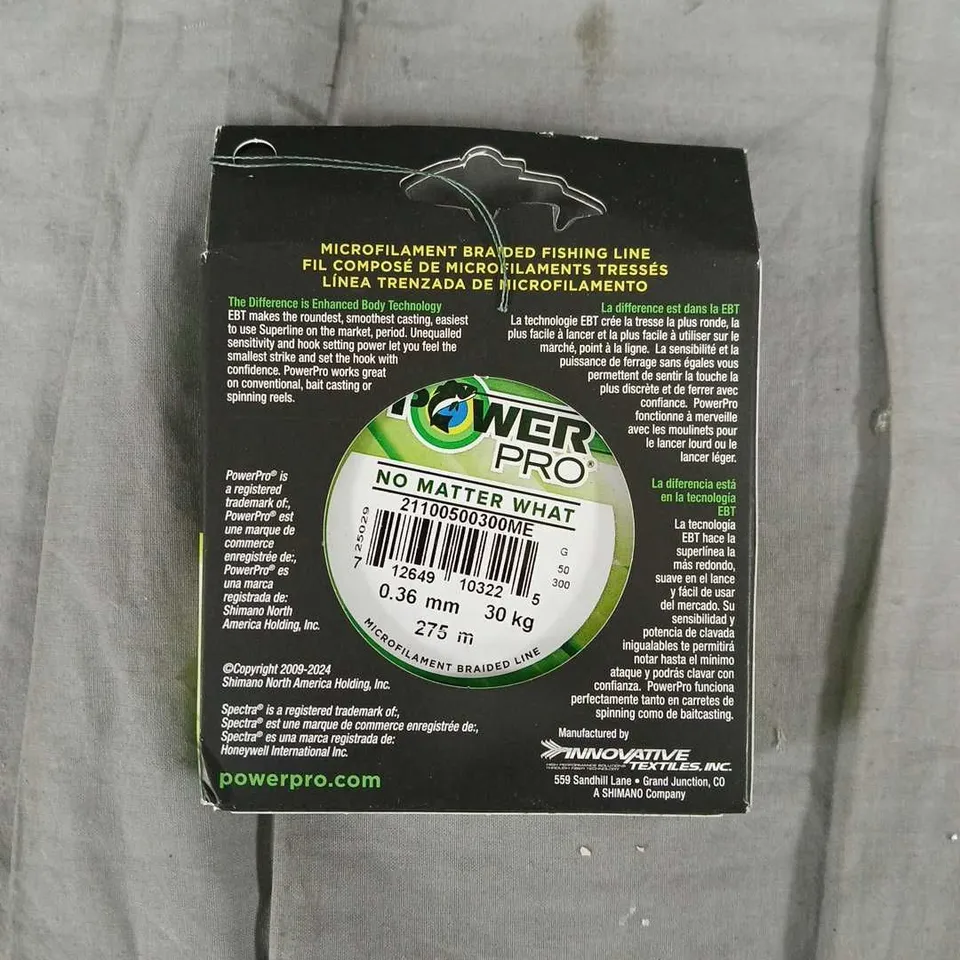 MICROFILAMENT BRAIDED FISHING LINE
FIL COMPOSÉ DE MICROFILAMENTS TRESSÉS
LÍNEA TRENZADA DE MICROFILAMENTO
The Difference is Enhanced Body Technology
EBT makes the roundest, smoothest casting, easiest
to use Superline on the market, period. Unequalled
sensitivity and hook setting power let you feel the
smallest strike and set the hook with
confidence. PowerPro works great
on conventional, bait casting or
spinning reels.
La difference est dans la EBT
La technologie EBT crée la tresse la plus ronde, la
plus facile à lancer et la plus facile à utiliser sur le
marché, point à la ligne. La sensibilité et la
puissance de ferrage sans égales vous
permettent de sentir la touche la
plus discrète et de ferrer avec
confiance. PowerPro
fonctionne à merveille
avec les moulinets pour
le lancer lourd ou le
lancer léger.
POWER
PRO®
NO MATTER WHAT
21100500300ME
725029
G
50
300
7 12649 10322 5
0.36 mm 30 kg
275 m
MICROFILAMENT BRAIDED LINE
PowerPro® is
a registered
trademark of:,
PowerPro® est
une marque de
commerce
enregistrée de:,
PowerPro® es
una marca
registrada de:
Shimano North
America Holding, Inc.
La diferencia está
en la tecnología
EBT
La tecnología
EBT hace la
superlínea la
más redondo,
suave en el lance
y fácil de usar
del mercado. Su
sensibilidad y
potencia de clavada
inigualables te permitirá
notar hasta el mínimo
ataque y podrás clavar con
confianza. PowerPro funciona
perfectamente tanto en carretes de
spinning como de baitcasting.
©Copyright 2009-2024
Shimano North America Holding, Inc.
Spectra® is a registered trademark of:,
Spectra® est une marque de commerce enregistrée de:,
Spectra® es una marca registrada de:
Honeywell International Inc.
powerpro.com
Manufactured by
INNOVATIVE
TEXTILES, INC.
HIGH PERFORMANCE SOLUTIONS
THROUGH FIBER TECHNOLOGY
559 Sandhill Lane • Grand Junction, CO
A SHIMANO Company